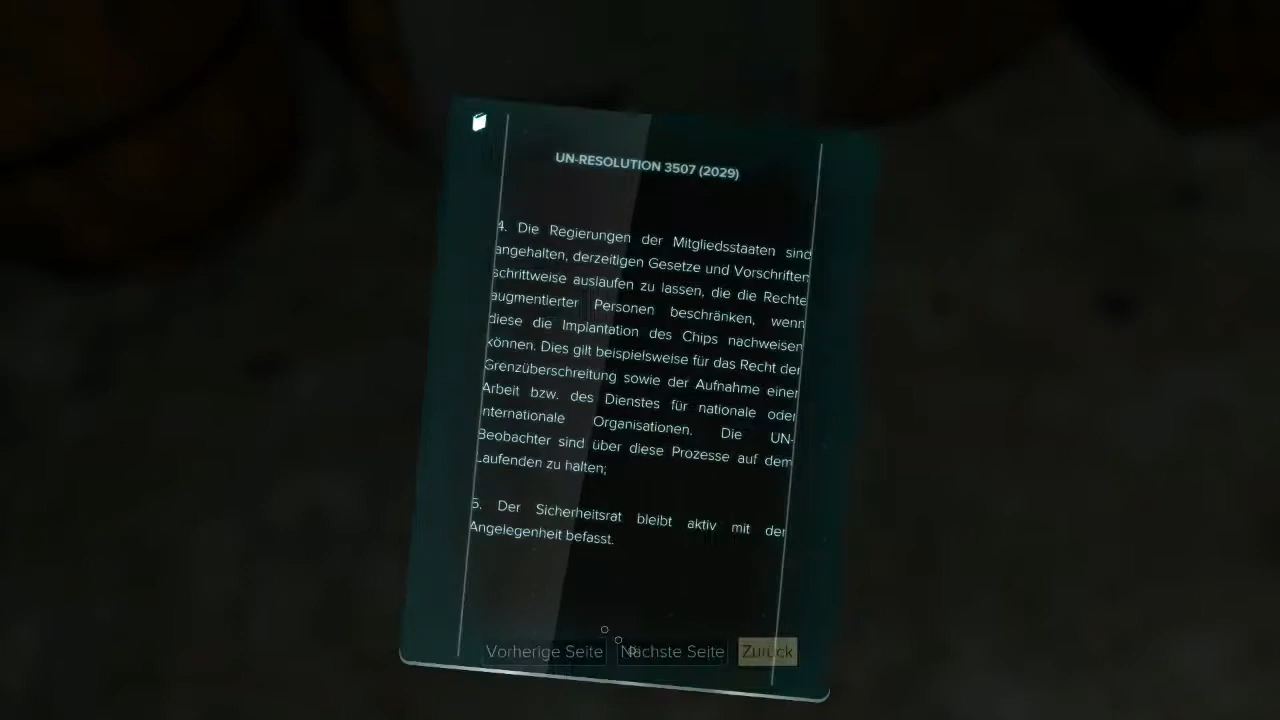 UN-RESOLUTION 3507 (2029)
4. Die Regierungen der Mitgliedsstaaten sind
angehalten, derzeitigen Gesetze und Vorschriften
schrittweise auslaufen zu lassen, die die Rechte
augmentierter Personen beschränken, wenn
diese die Implantation des Chips nachweisen
können. Dies gilt beispielsweise für das Recht der
Grenzüberschreitung sowie der Aufnahme einer
Arbeit bzw. des Dienstes für nationale oder
internationale Organisationen. Die UN-
Beobachter sind über diese Prozesse auf dem
Laufenden zu halten;
5. Der Sicherheitsrat bleibt aktiv mit der
Angelegenheit befasst.
Vorherige Seite Nächste Seite Zurück